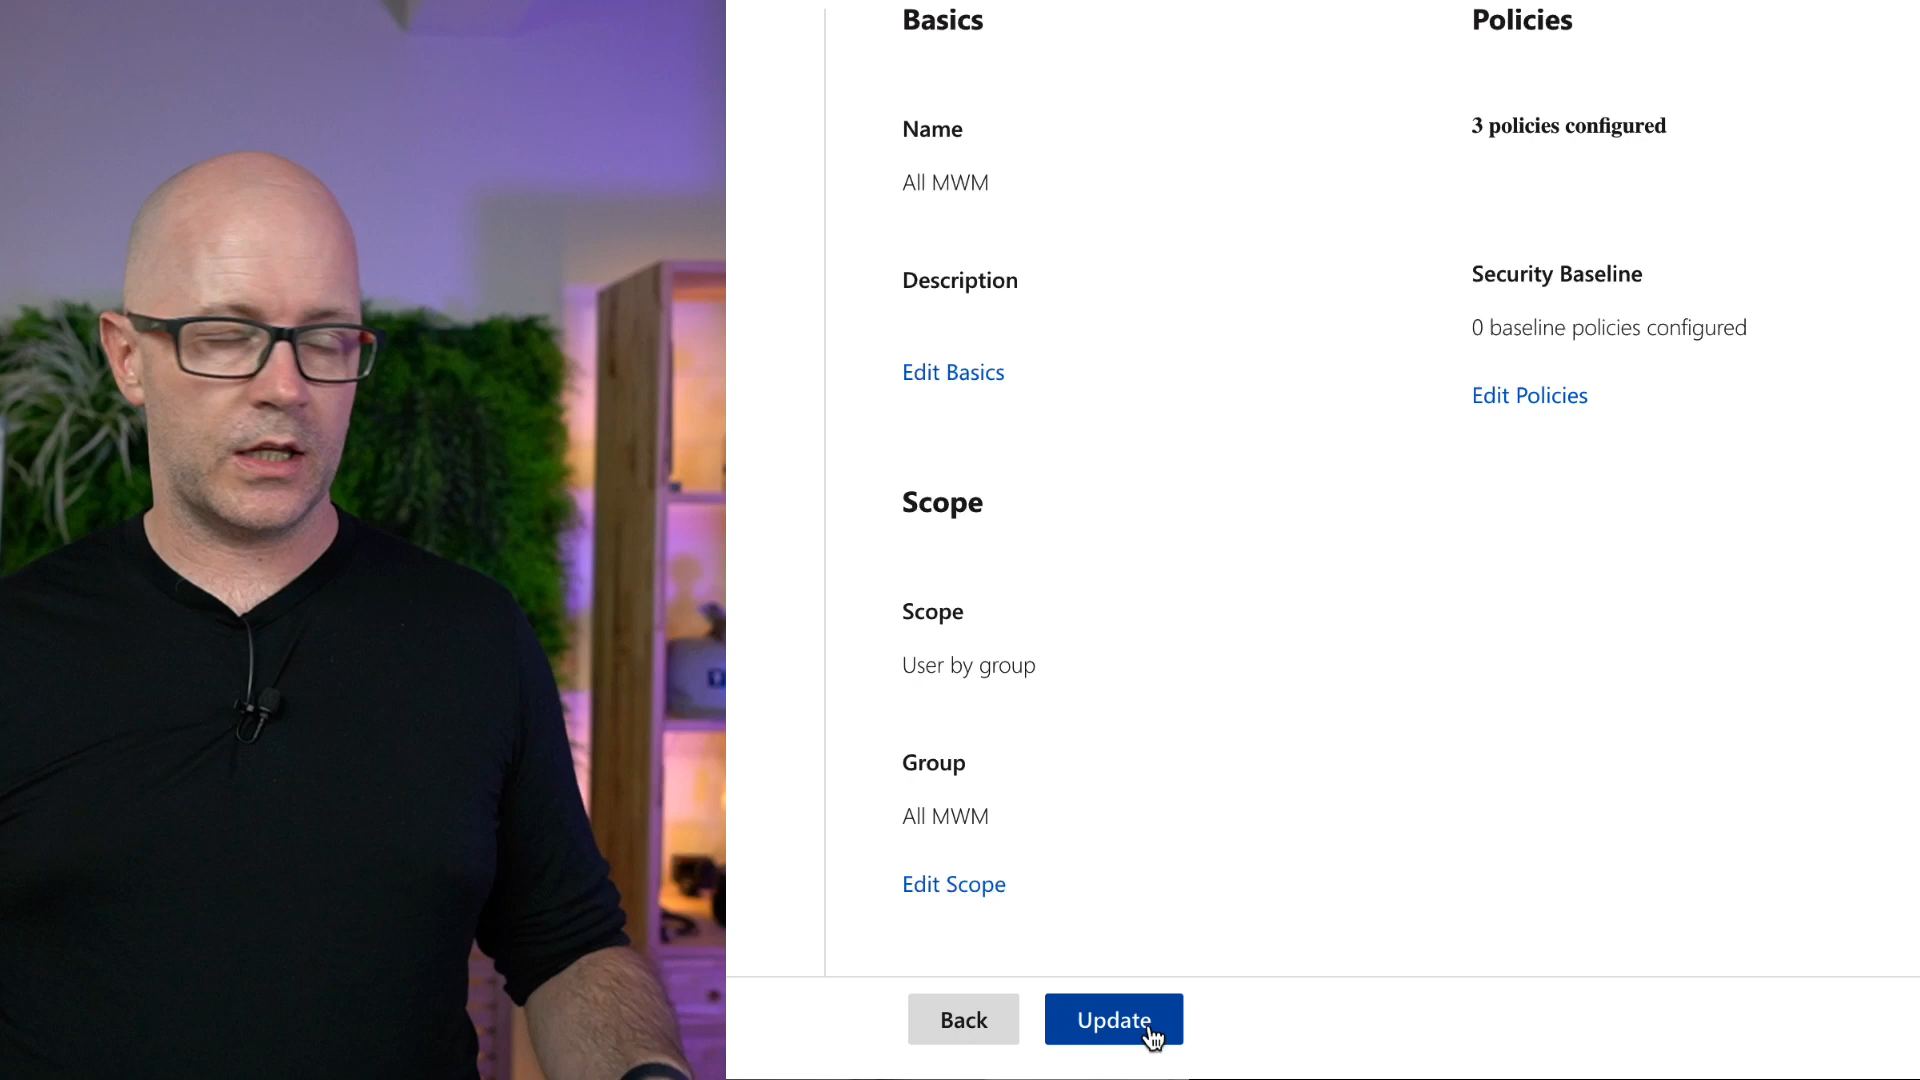 Basics
Name
All MWM
Description
Edit Basics
Scope
Scope
User by group
Group
All MWM
Edit Scope
Policies
3 policies configured
Security Baseline
0 baseline policies configured
Edit Policies
Back
Update